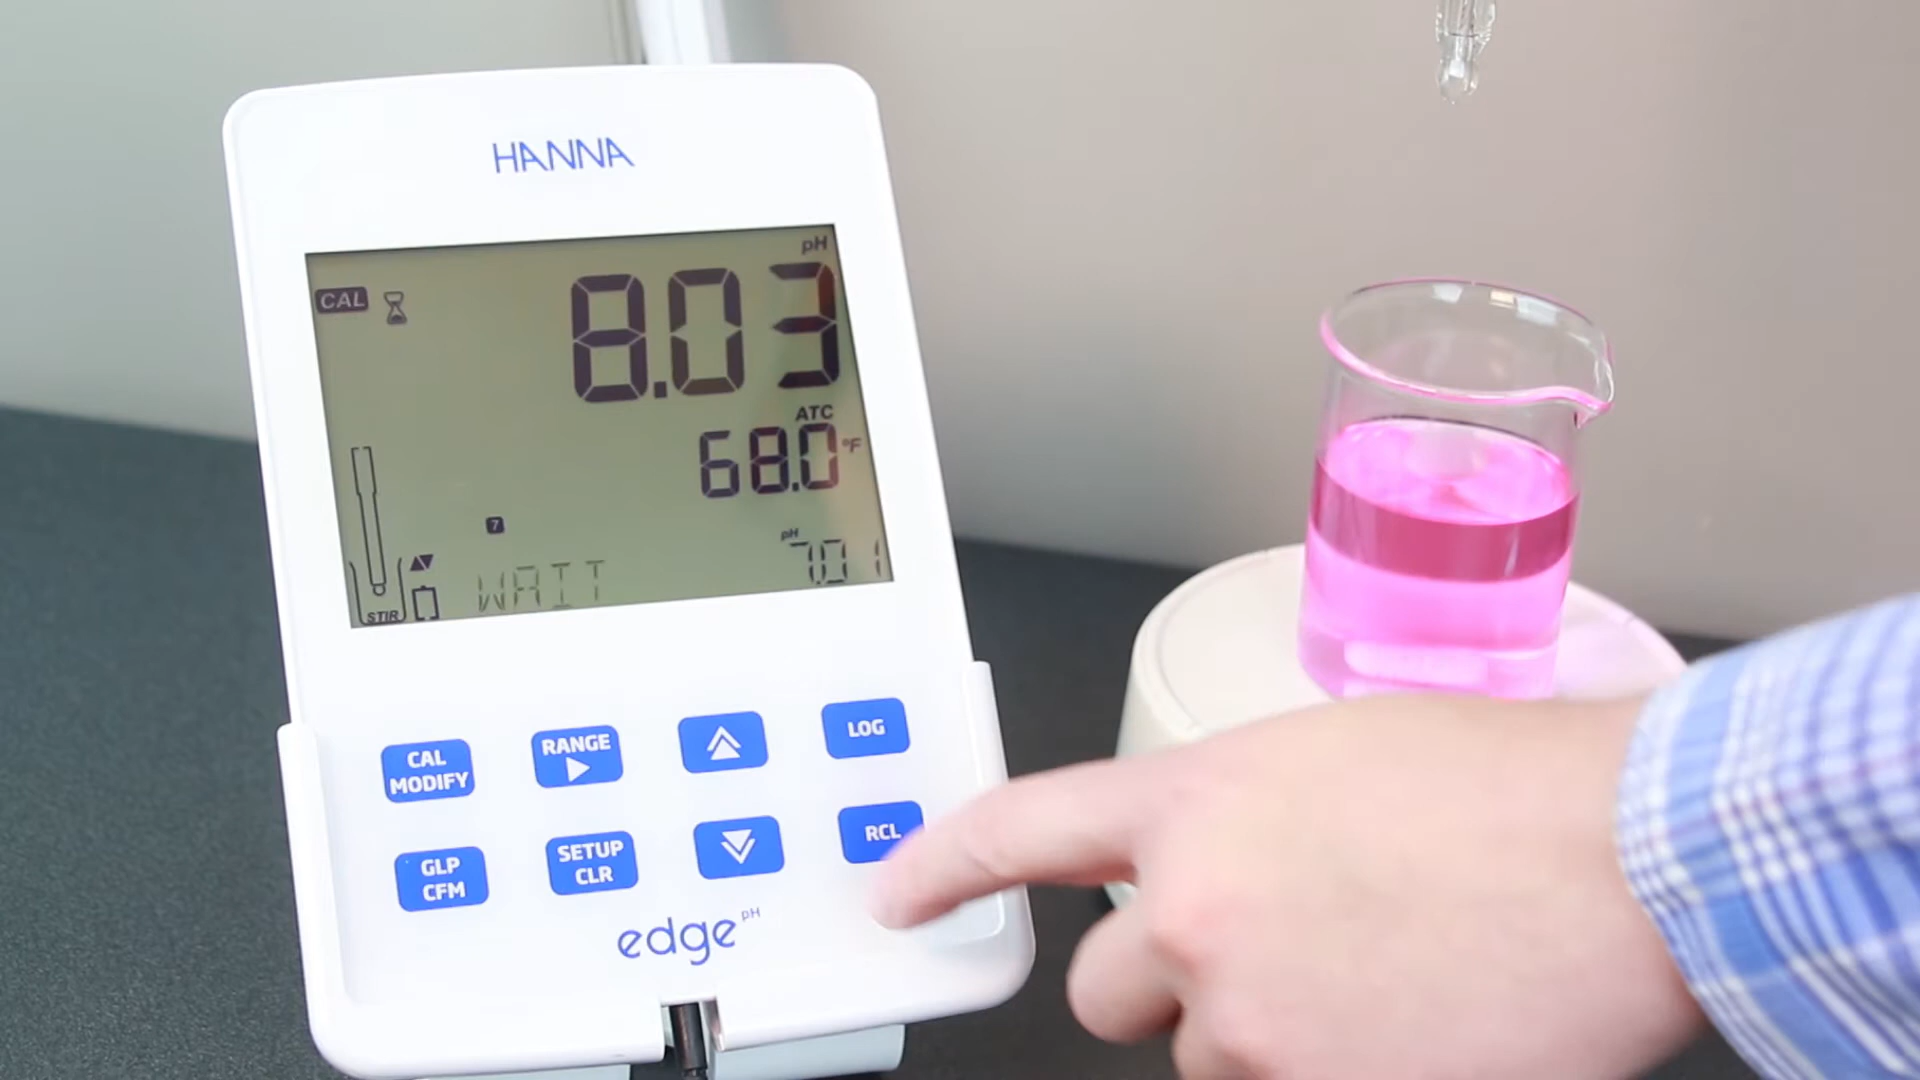 HANNA
pH
CAL
8.03
ATC
68.0 °F
7
pH
WAIT 7.01
STIR
CAL MODIFY
RANGE
LOG
GLP CFM
SETUP CLR
RCL
edge pH